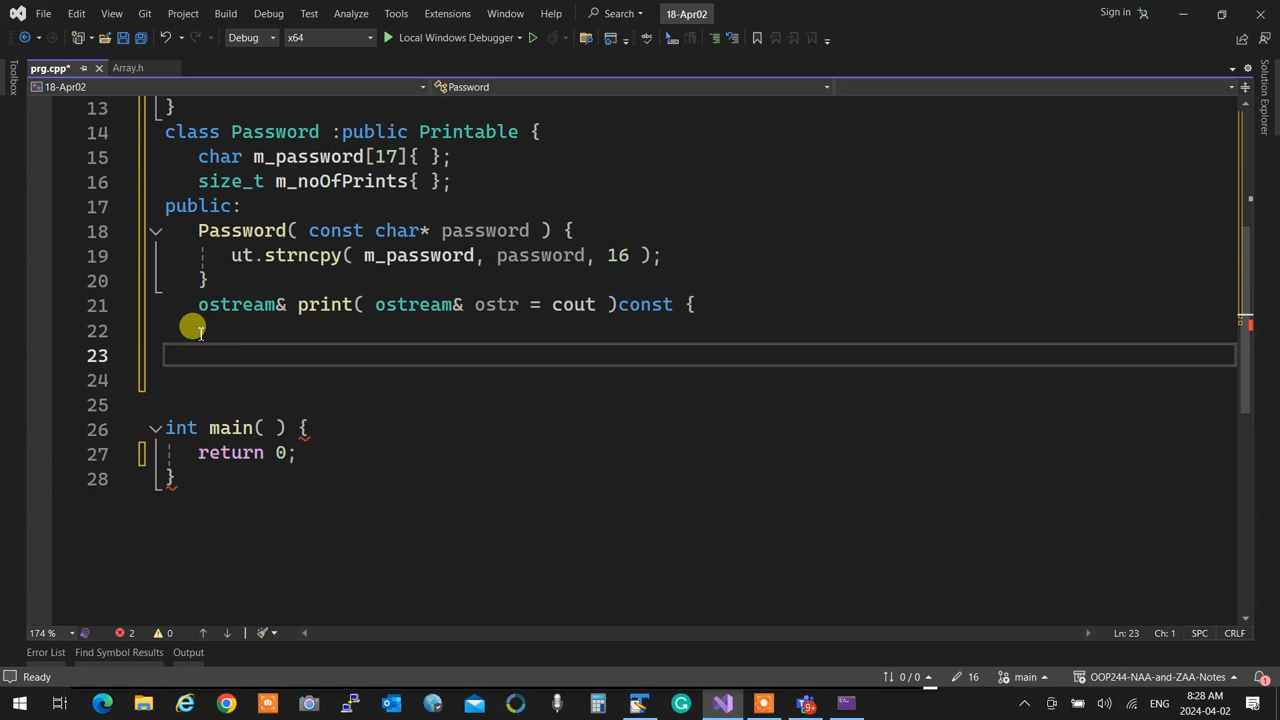 File Edit View Git Project Build Debug Test Analyze Tools Extensions Window Help Search 18-Apr02 Sign in
Debug x64 Local Windows Debugger
prg.cpp* Array.h
18-Apr02 Password
Toolbox
Solution Explorer
13 }
14 class Password :public Printable {
15 char m_password[17]{ };
16 size_t m_noOfPrints{ };
17 public:
18 Password( const char* password ) {
19 ut.strncpy( m_password, password, 16 );
20 }
21 ostream& print( ostream& ostr = cout )const {
22
23
24
25
26 int main( ) {
27 return 0;
28 }
174 % 2 0 Ln: 23 Ch: 1 SPC CRLF
Error List Find Symbol Results Output
Ready 0 / 0 16 main OOP244-NAA-and-ZAA-Notes 1
9+ ENG 8:28 AM
2024-04-02